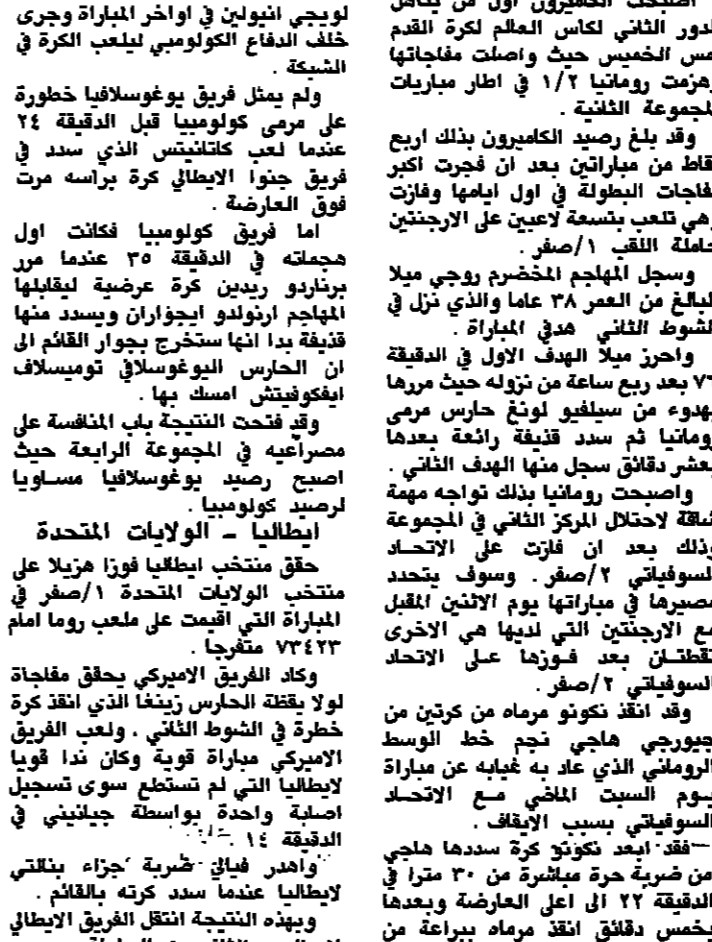 اصبحت الكاميرون اول من يتأهل
لدور الثاني لكاس العالم لكرة القدم
مس الخميس حيث واصلت مفاجاتها
هزمت رومانيا ١/٢ في اطار مباريات
لمجموعة الثانية .
وقد بلغ رصيد الكاميرون بذلك اربع
قاط من مباراتين بعد ان فجرت اكبر
فاجات البطولة في اول ايامها وفازت
هي تلعب بتسعة لاعبين على الارجنتين
حاملة اللقب ١/صفر .
وسجل المهاجم المخضرم روجي ميلا
لبالغ من العمر ٣٨ عاما والذي نزل في
لشوط الثاني هدفي المباراة .
واحرز ميلا الهدف الاول في الدقيقة
بعد ربع ساعة من نزوله حيث مررها
بهدوء من سيلفيو لونغ حارس مرمى
رومانيا ثم سدد قذيفة رائعة بعدها
بعشر دقائق سجل منها الهدف الثاني .
واصبحت رومانيا بذلك تواجه مهمة
شاقة لاحتلال المركز الثاني في المجموعة
وذلك بعد ان فازت على الاتحاد
السوفياتي ٢/صفر . وسوف يتحدد
مصيرها في مباراتها يوم الاثنين المقبل
مع الارجنتين التي لديها هي الاخرى
نقطتان بعد فوزها على الاتحاد
السوفياتي ٢/صفر .
وقد انقذ نكونو مرماه من كرتين من
جيورجي هاجي نجم خط الوسط
الروماني الذي عاد به غيابه عن مباراة
يوم السبت الماضي مع الاتحاد
السوفياتي بسبب الايقاف .
فقد ابعد نكونو كرة سددها هاجي
من ضربة حرة مباشرة من ٣٠ مترا في
الدقيقة ٢٢ الى اعلى العارضة وبعدها
بخمس دقائق انقذ مرماه ببراعة من
لويجي انيولين في اواخر المباراة وجرى
خلف الدفاع الكولومبي ليلعب الكرة في
الشبكة .
ولم يمثل فريق يوغوسلافيا خطورة
على مرمى كولومبيا قبل الدقيقة ٢٤
عندما لعب كاتانيتس الذي سدد في
فريق جنوا الايطالي كرة براسه مرت
فوق العارضة .
اما فريق كولومبيا فكانت اول
هجماته في الدقيقة ٣٥ عندما مرر
برناردو ريدين كرة عرضية ليقابلها
المهاجم ارنولدو ايجواران ويسدد منها
قذيفة بدا انها ستخرج بجوار القائم الى
ان الحارس اليوغوسلافي توميسلاف
ايفكوفيتش امسك بها .
وقد فتحت النتيجة باب المنافسة على
مصراعيه في المجموعة الرابعة حيث
اصبح رصيد يوغوسلافيا مساويا
لرصيد كولومبيا .
ايطاليا ـ الولايات المتحدة
حقق منتخب ايطاليا فوزا هزيلا على
منتخب الولايات المتحدة ١/صفر في
المباراة التي اقيمت على ملعب روما امام
٧٣٤٢٣ متفرجا .
وكاد الفريق الاميركي يحقق مفاجاة
لولا يقظة الحارس زينغا الذي انقذ كرة
خطرة في الشوط الثاني . ولعب الفريق
الاميركي مباراة قوية وكان ندا قويا
لايطاليا التي لم تستطع سوى تسجيل
اصابة واحدة بواسطة جيانيني في
الدقيقة ١٤ .
واهدر فيالي ضربة جزاء بنالتي
لايطاليا عندما سدد كرته بالقائم .
وبهذه النتيجة انتقل الفريق الايطالي